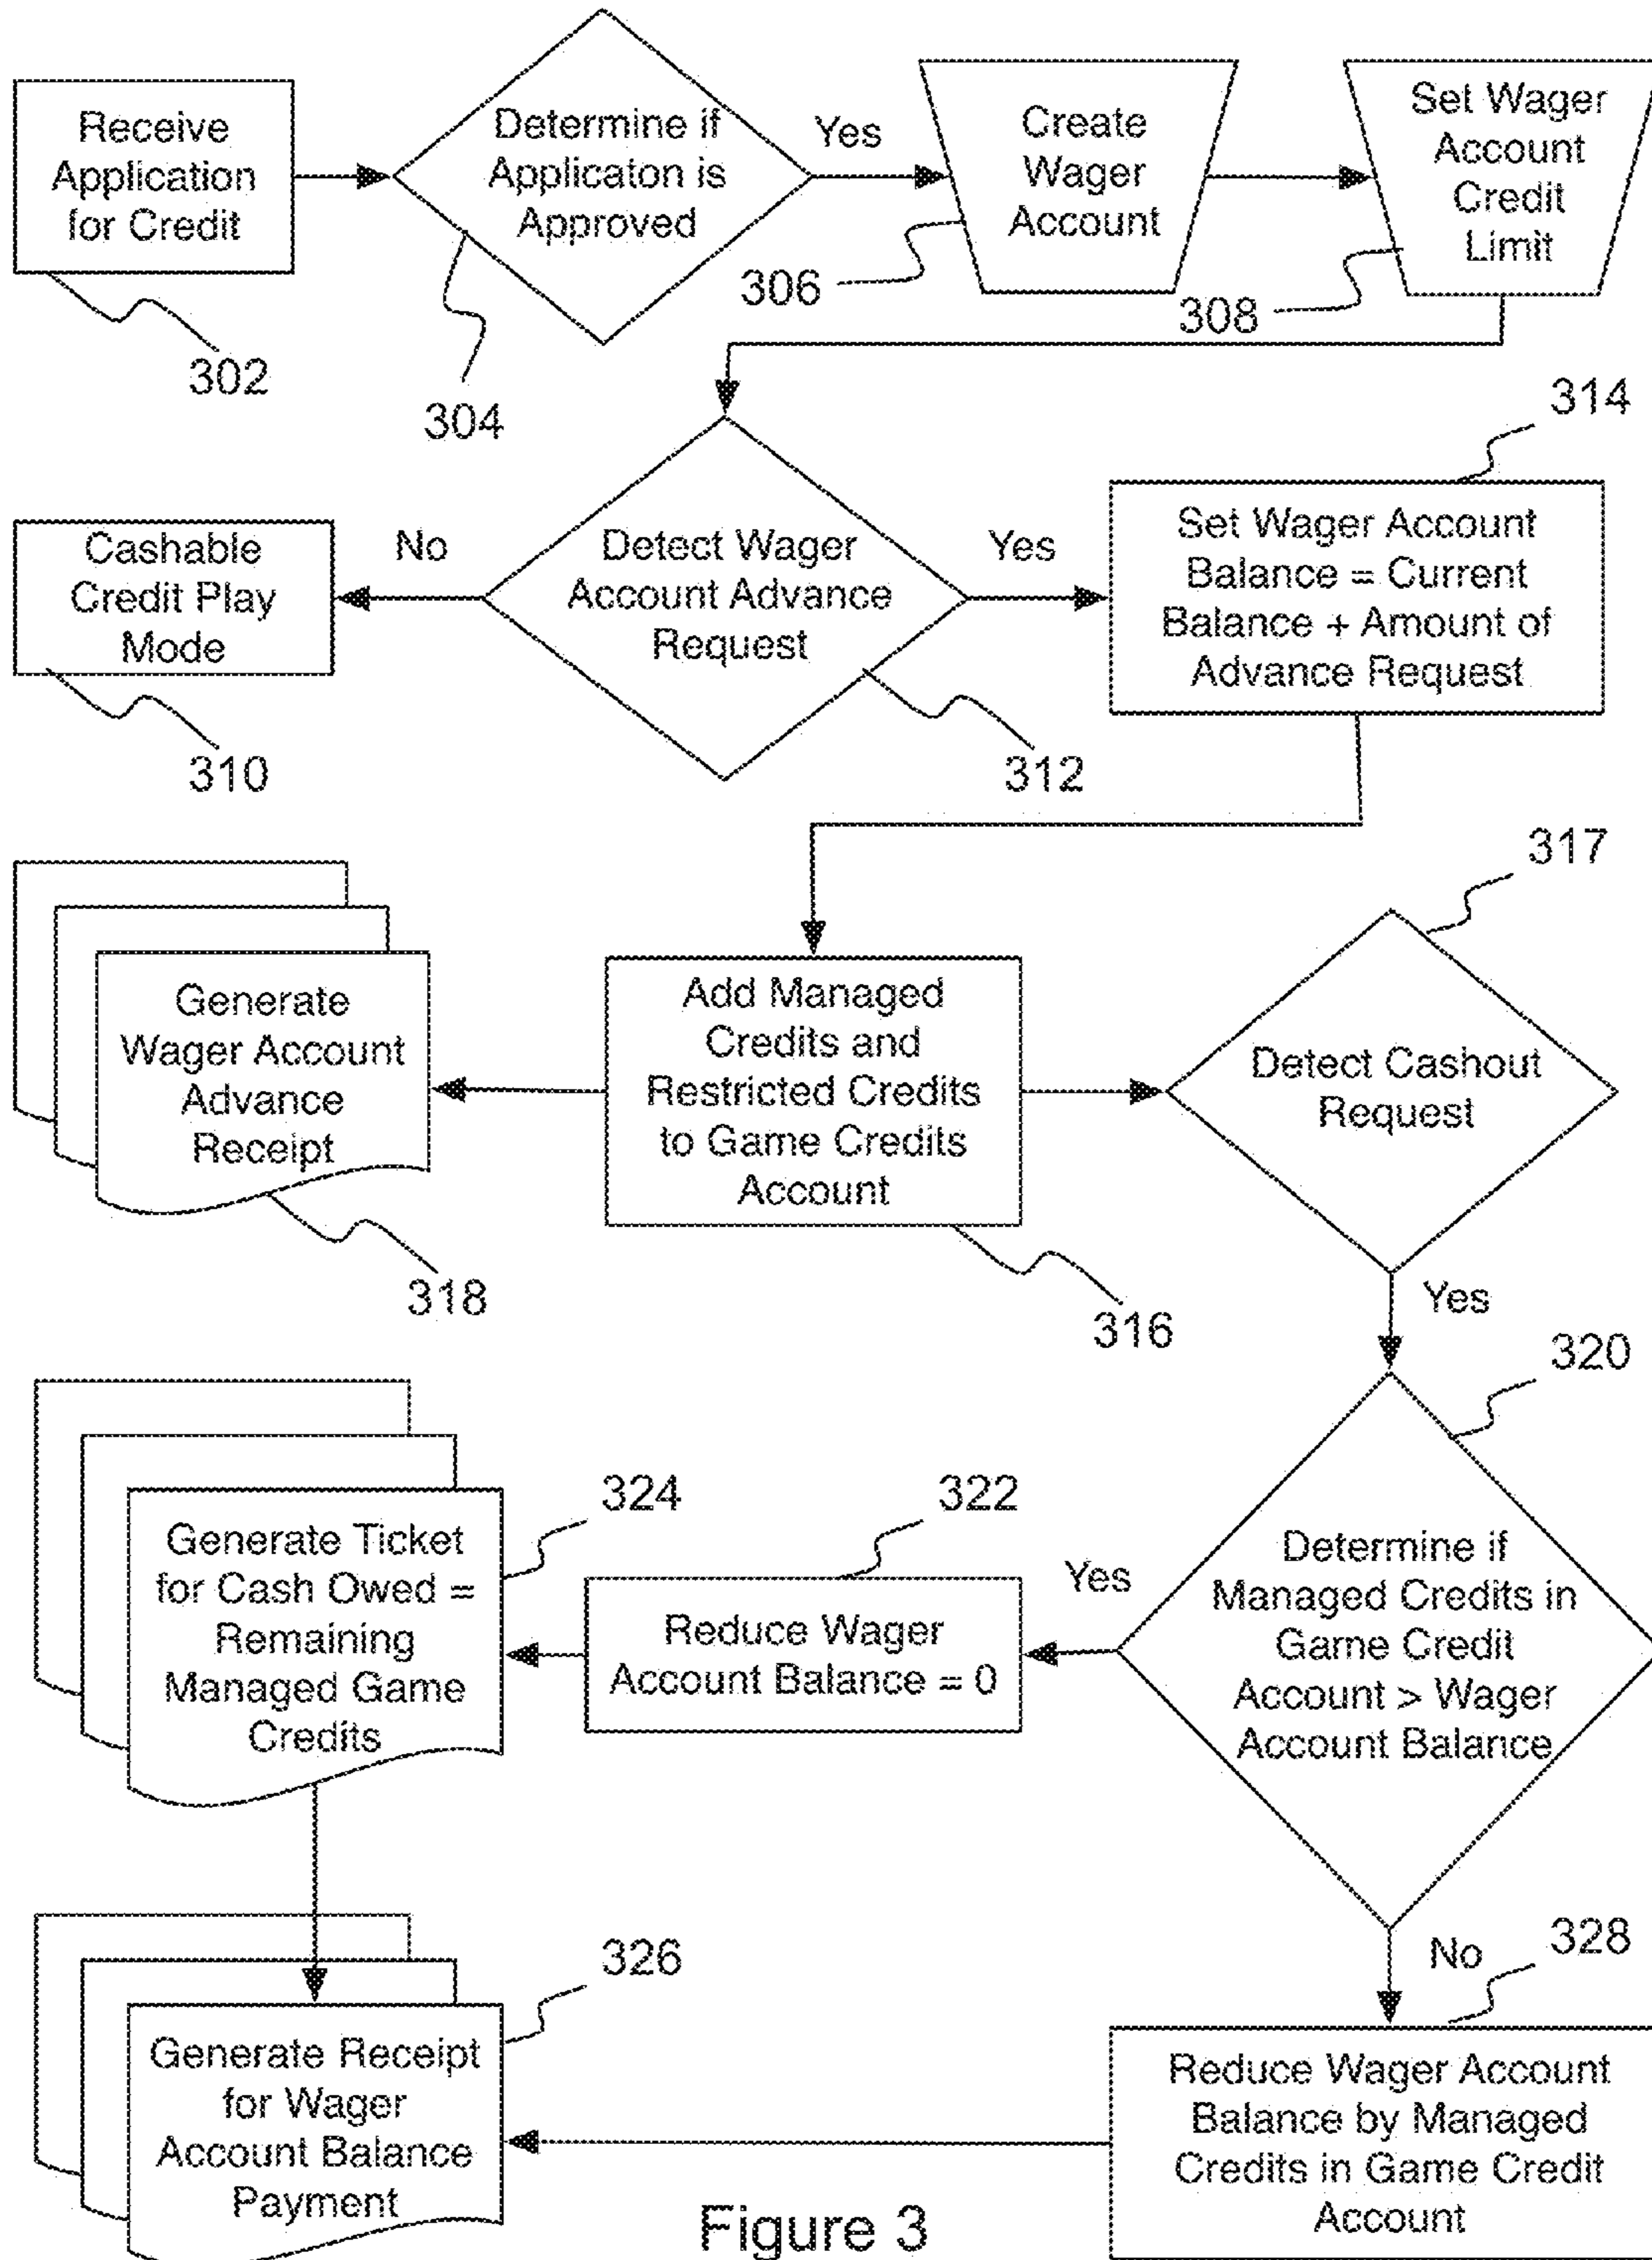 Receive
Application
for Credit
302
Determine if
Applicaton is
Approved
304
Yes
Create
Wager
Account
306
Set Wager
Account
Credit
Limit
308
Cashable
Credit Play
Mode
310
No
Detect Wager
Account Advance
Request
312
Yes
314
Set Wager Account
Balance = Current
Balance + Amount of
Advance Request
Generate
Wager Account
Advance
Receipt
318
Add Managed
Credits and
Restricted Credits
to Game Credits
Account
316
317
Detect Cashout
Request
Yes
320
Determine if
Managed Credits in
Game Credit
Account > Wager
Account Balance
Yes
322
Reduce Wager
Account Balance = 0
324
Generate Ticket
for Cash Owed =
Remaining
Managed Game
Credits
326
Generate Receipt
for Wager
Account Balance
Payment
No
328
Reduce Wager Account
Balance by Managed
Credits in Game Credit
Account
Figure 3